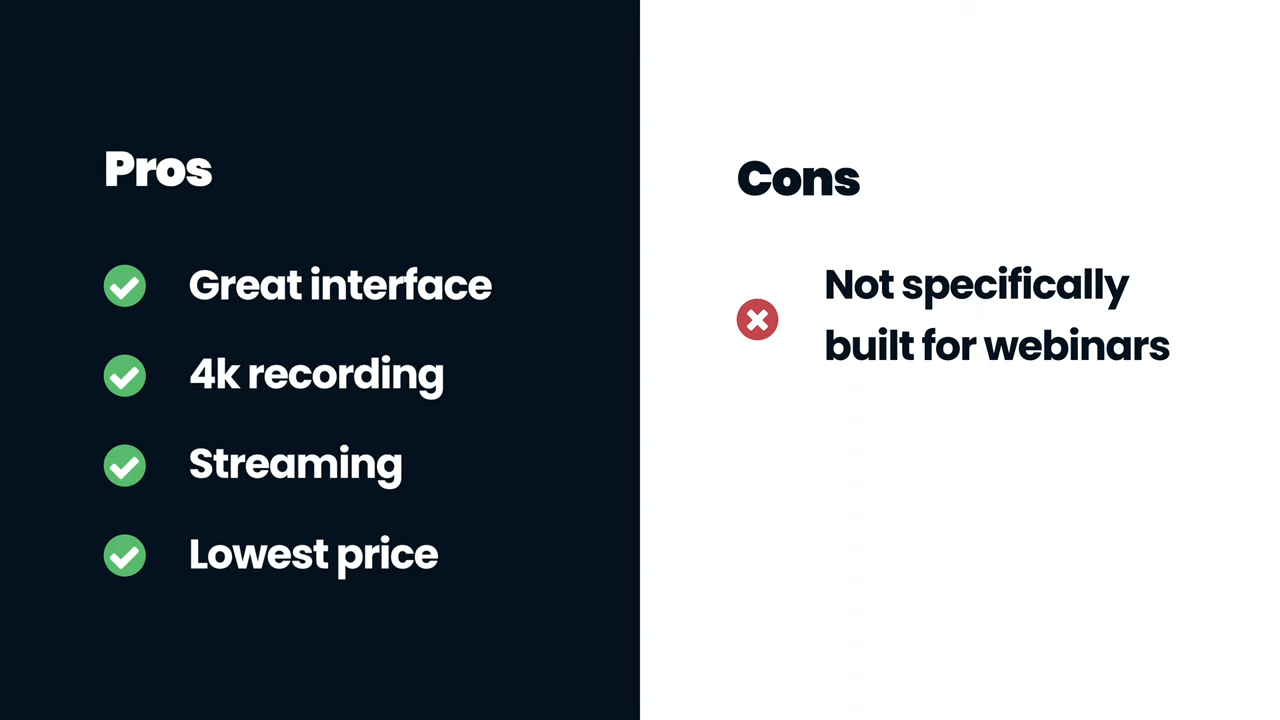 Pros
Great interface
4k recording
Streaming
Lowest price
Cons
Not specifically
built for webinars